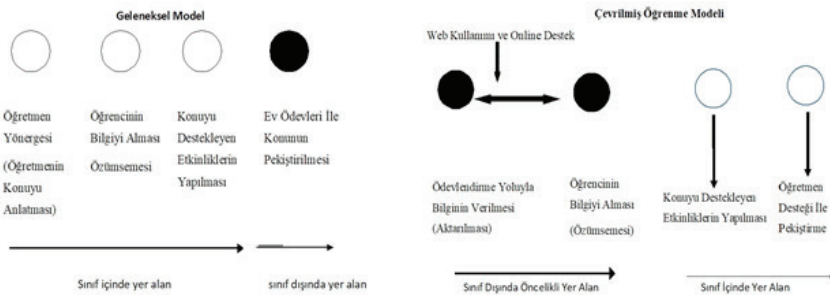 Geleneksel Model
Öğretmen
Yönergesi
(Öğretmenin
Konuyu
Anlatması)
Öğrencinin
Bilgiyi Alması
Özümsemesi
Konuyu
Destekleyen
Etkinliklerin
Yapılması
Ev Ödevleri İle
Konunun
Pekiştirilmesi
Sınıf içinde yer alan
sınıf dışında yer alan
Çevrilmiş Öğrenme Modeli
Web Kullanımı ve Online Destek
Ödevlendirme Yoluyla
Bilginin Verilmesi
(Aktarılması)
Öğrencinin
Bilgiyi Alması
(Özümsemesi)
Konuyu Destekleyen
Etkinliklerin Yapılması
Öğretmen
Desteği İle
Pekiştirme
Sınıf Dışında Öncelikli Yer Alan
Sınıf İçinde Yer Alan